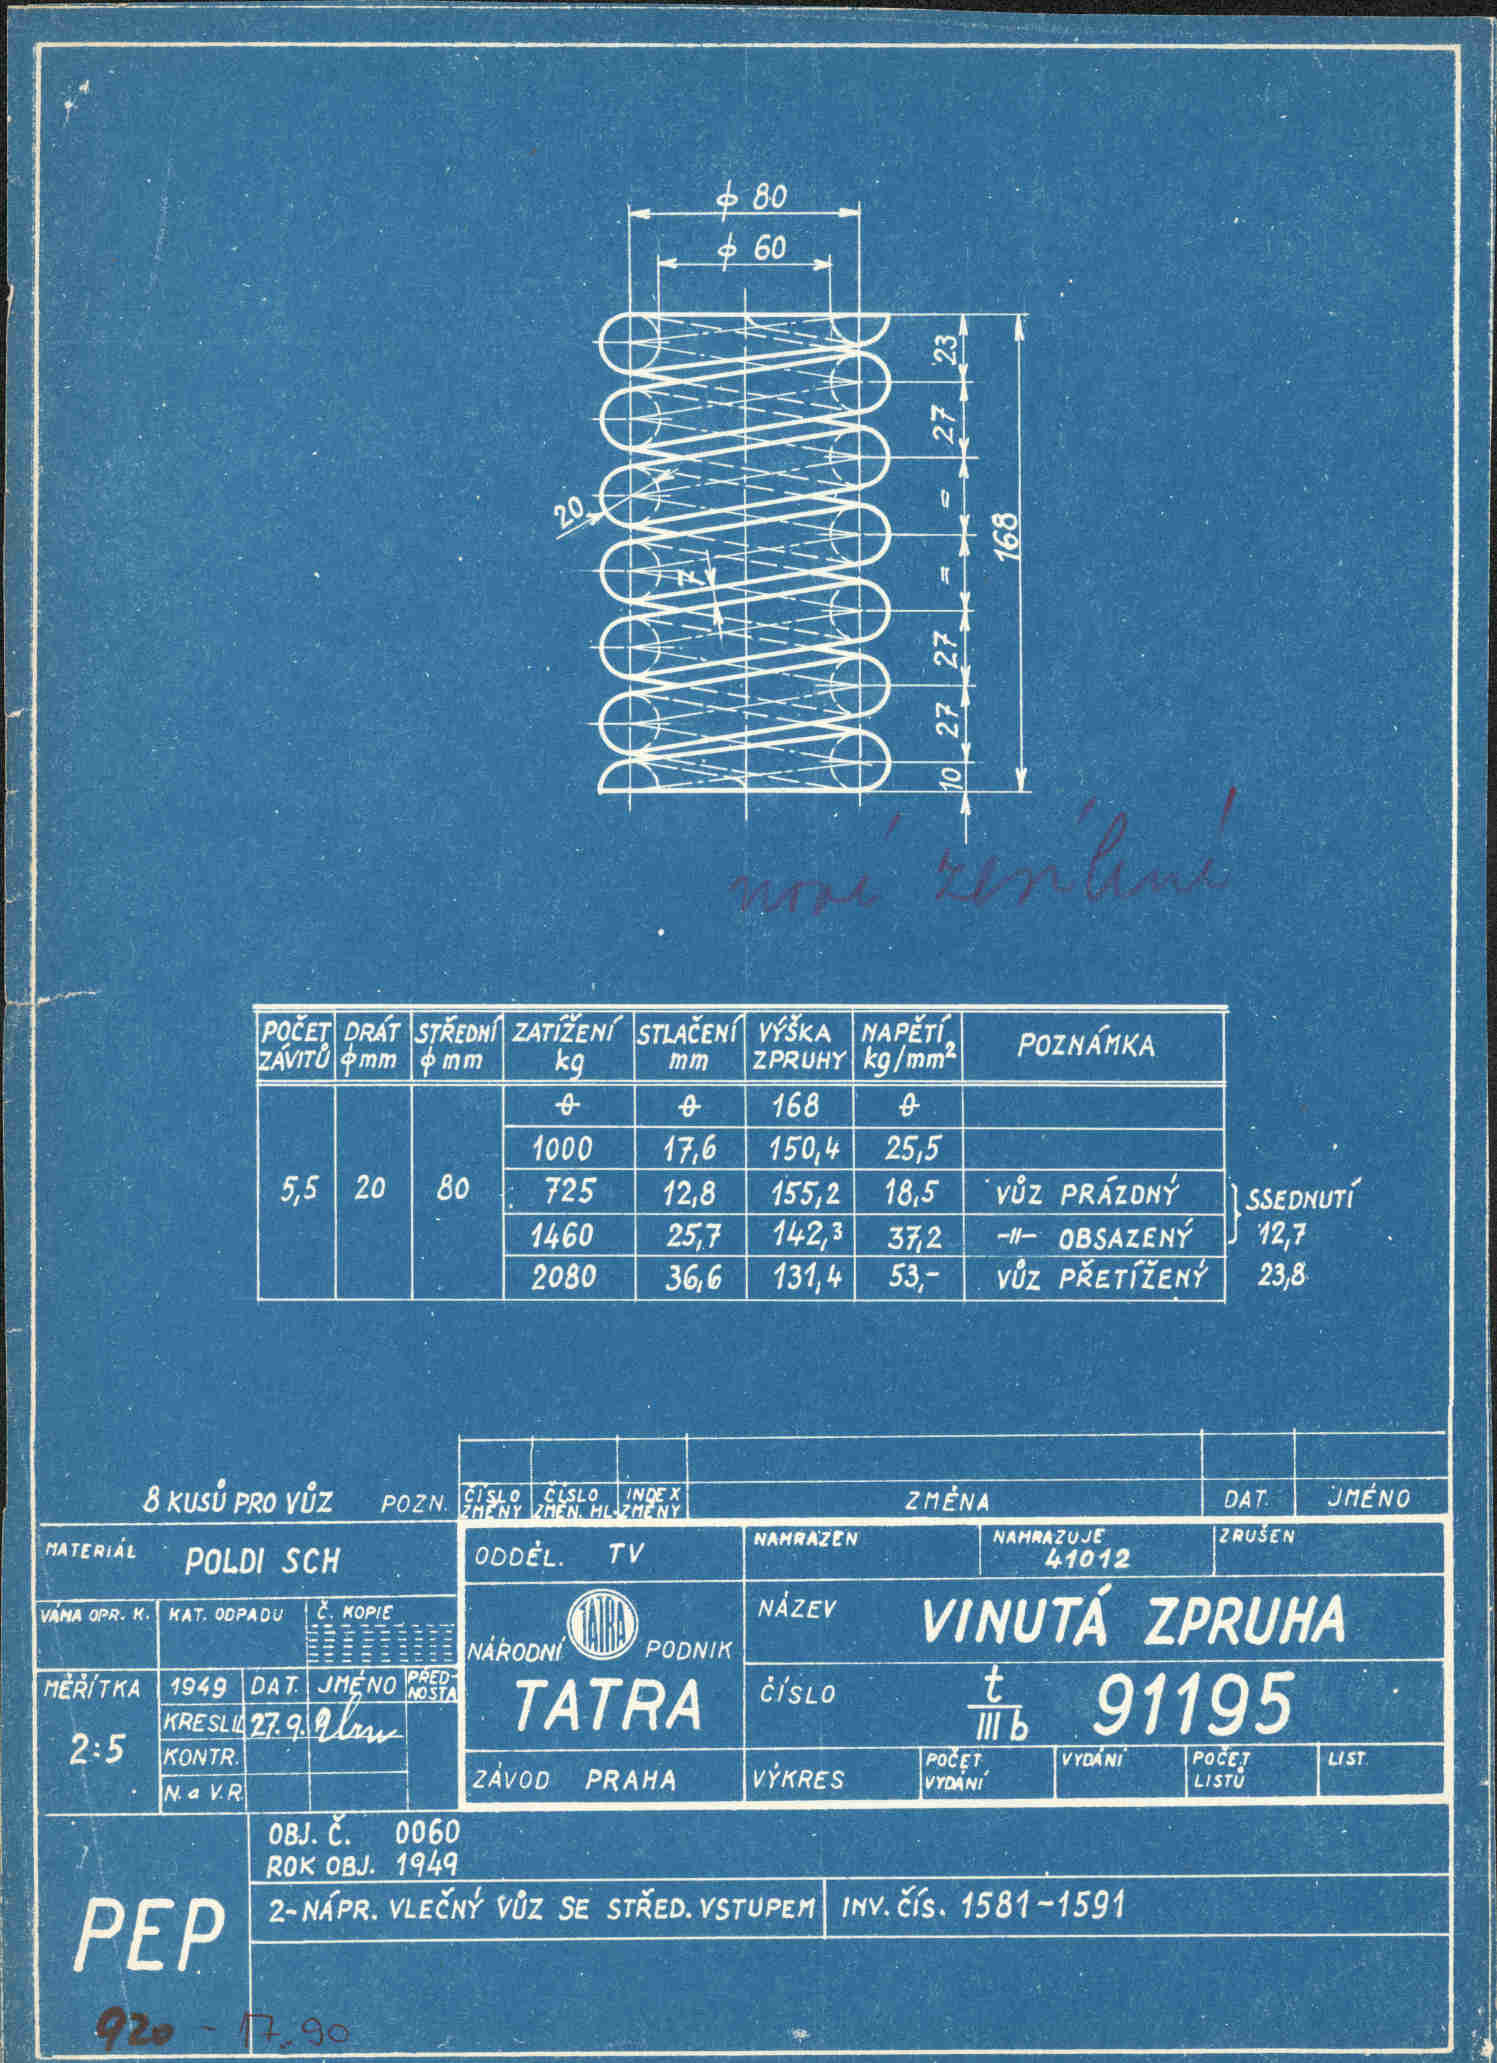 ϕ 80
ϕ 60
23
27
=
20
168
=
7
27
27
10
nové zesílené
POČET ZÁVITŮ
DRÁT ϕ mm
STŘEDNÍ ϕ mm
ZATÍŽENÍ kg
STLAČENÍ mm
VÝŠKA ZPRUHY
NAPĚTÍ kg/mm²
POZNÁMKA
0 0 168 0
1000 17,6 150,4 25,5
5,5 20 80 725 12,8 155,2 18,5 VŮZ PRÁZDNÝ
SSEDNUTÍ
1460 25,7 142,3 37,2 -〃- OBSAZENÝ 12,7
2080 36,6 131,4 53,- VŮZ PŘETÍŽENÝ 23,8
8 KUSŮ PRO VŮZ POZN.
ČÍSLO ZMĚNY
ČÍSLO ZMĚN. HL.
INDEX ZMĚNY
ZMĚNA
DAT.
JMÉNO
MATERIÁL POLDI SCH
ODDĚL. TV
NAHRAZEN
NAHRAZUJE 41012
ZRUŠEN
VÁHA OPR. K.
KAT. ODPADU
Č. KOPIE
TATRA
NÁRODNÍ PODNIK
TATRA
NÁZEV VINUTÁ ZPRUHA
MĚŘÍTKA
2:5
1949 DAT. JMÉNO PŘEDNOSTA
KRESLIL 27.9.
KONTR.
N. a V.R.
ČÍSLO t/IIIb 91195
ZÁVOD PRAHA
VÝKRES
POČET VYDÁNÍ
VYDÁNÍ
POČET LISTŮ
LIST
OBJ. Č. 0060
ROK OBJ. 1949
PEP
2-NÁPR. VLEČNÝ VŮZ SE STŘED. VSTUPEM
INV. ČÍS. 1581-1591
920 - 17.90